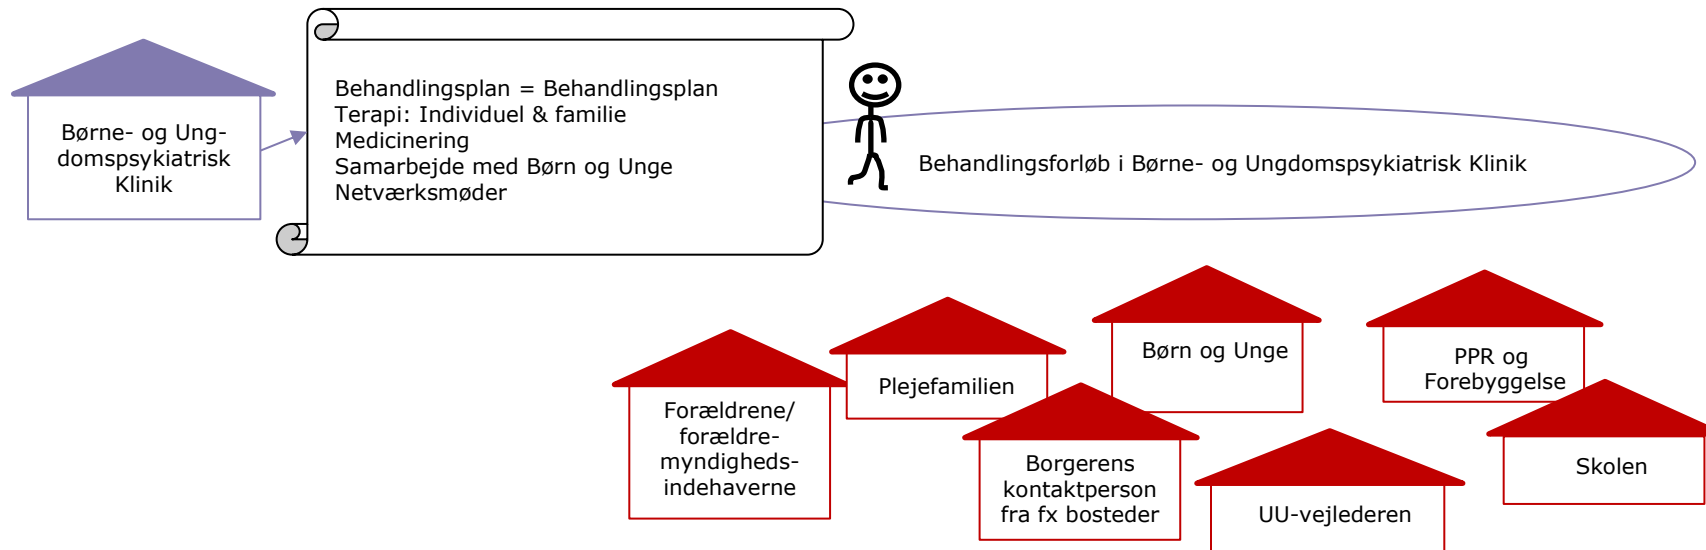 Børne- og Ung-
domspsykiatrisk
Klinik
Behandlingsplan = Behandlingsplan
Terapi: Individuel & familie
Medicinering
Samarbejde med Børn og Unge
Netværksmøder
Behandlingsforløb i Børne- og Ungdomspsykiatrisk Klinik
Forældrene/
forældre-
myndigheds-
indehaverne
Plejefamilien
Borgerens
kontaktperson
fra fx bosteder
Børn og Unge
UU-vejlederen
PPR og
Forebyggelse
Skolen